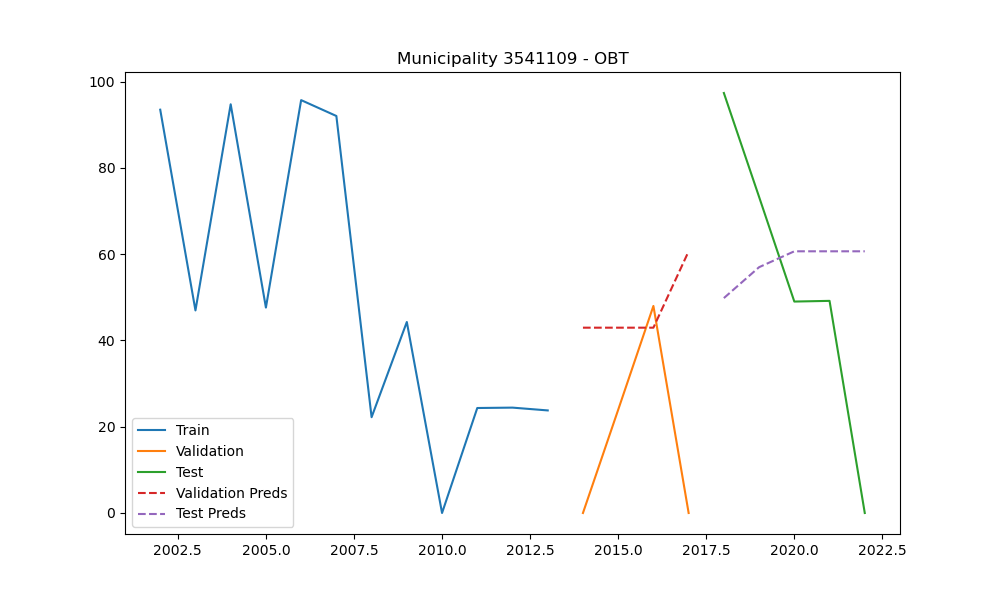 Municipality 3541109 - OBT
100
80
60
40
20
0
Train
Validation
Test
Validation Preds
Test Preds
2002.5 2005.0 2007.5 2010.0 2012.5 2015.0 2017.5 2020.0 2022.5